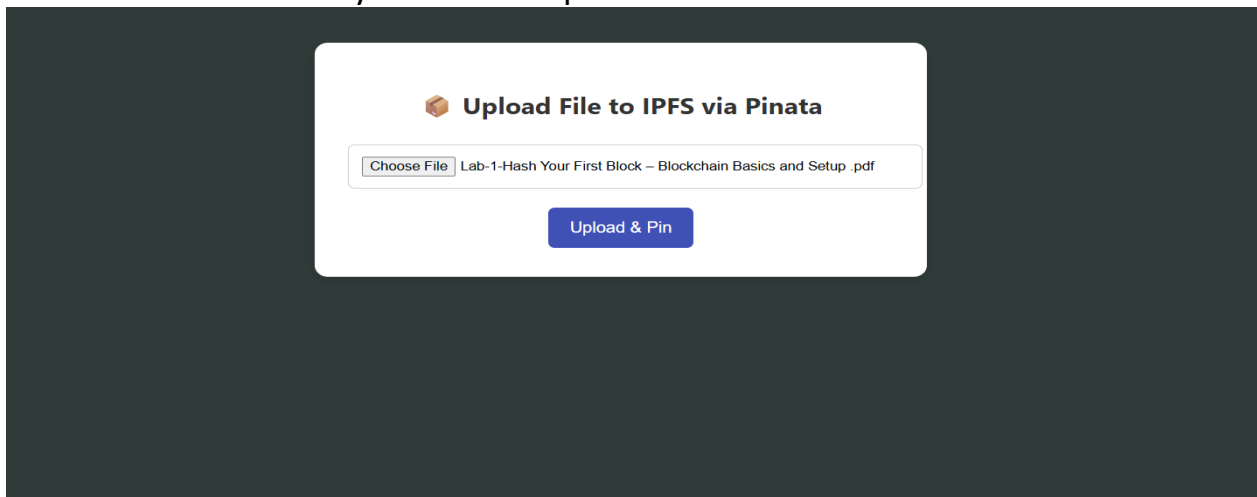 Upload File to IPFS via Pinata
Choose File Lab-1-Hash Your First Block – Blockchain Basics and Setup .pdf
Upload & Pin